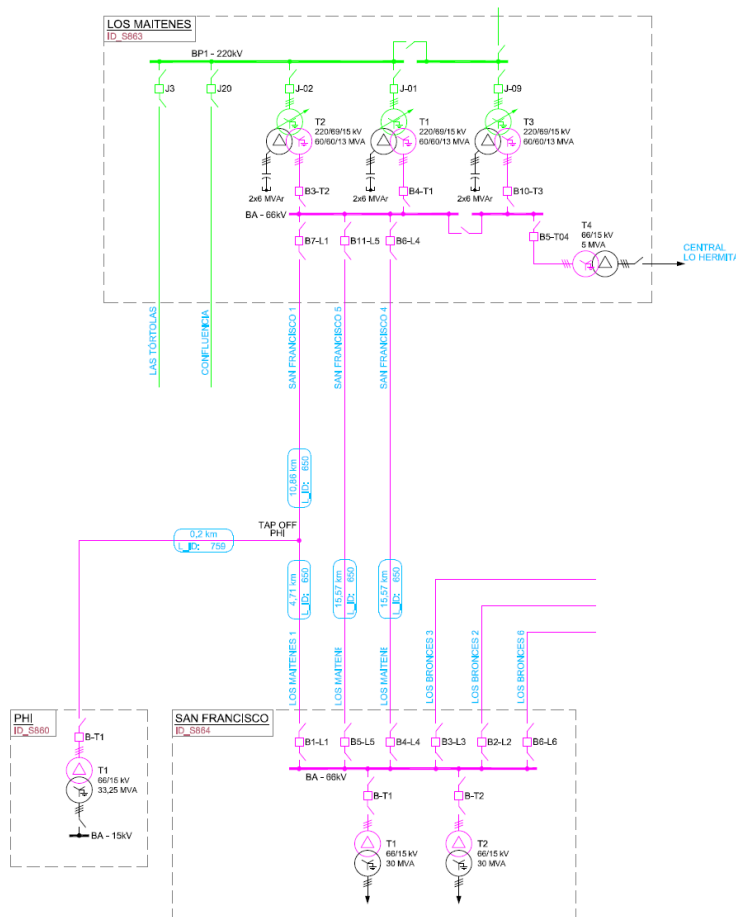 LOS MAITENES
ID_S863
BP1 - 220kV
J3
J20
J-02
J-01
J-09
T2
220/69/15 kV
60/60/13 MVA
T1
220/69/15 kV
60/60/13 MVA
T3
220/69/15 kV
60/60/13 MVA
2x6 MVAr
2x6 MVAr
2x6 MVAr
B3-T2
B4-T1
B10-T3
BA - 66kV
B7-L1
B11-L5
B6-L4
B5-T04
T4
66/15 kV
5 MVA
CENTRAL
LO HERMITA
LAS TÓRTOLAS
CONFLUENCIA
SAN FRANCISCO 1
SAN FRANCISCO 5
SAN FRANCISCO 4
10,86 km
L_ID: 650
TAP OFF
PHI
0,2 km
L_ID: 759
4,71 km
L_ID: 650
15,57 km
L_ID: 650
15,57 km
L_ID: 650
LOS MAITENES 1
LOS MAITENE
LOS MAITENE
LOS BRONCES 3
LOS BRONCES 2
LOS BRONCES 6
PHI
ID_S880
B-T1
T1
66/15 kV
33,25 MVA
BA - 15kV
SAN FRANCISCO
ID_S864
B1-L1
B5-L5
B4-L4
B3-L3
B2-L2
B6-L6
BA - 66kV
B-T1
B-T2
T1
66/15 kV
30 MVA
T2
66/15 kV
30 MVA